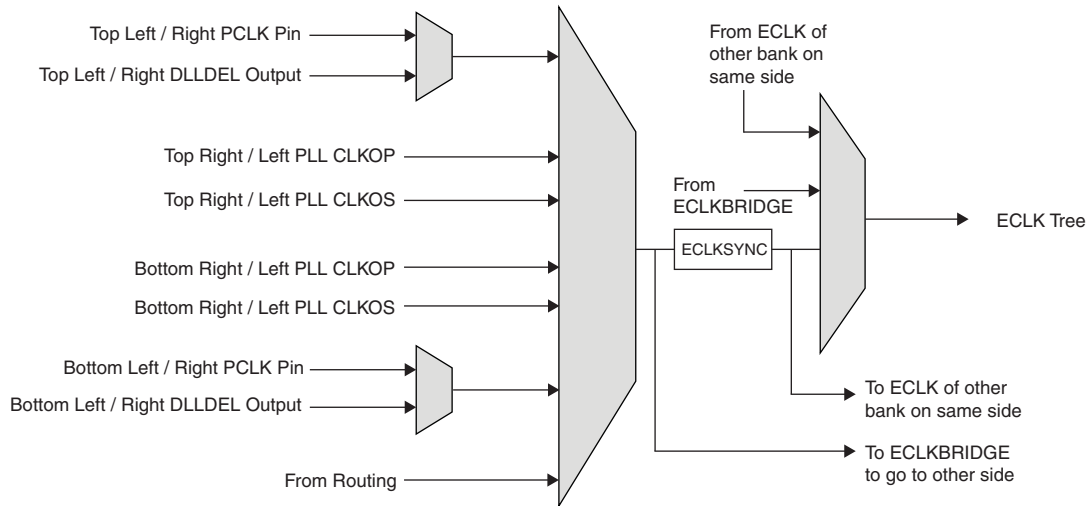 Top Left / Right PCLK Pin
Top Left / Right DLLDEL Output
Top Right / Left PLL CLKOP
Top Right / Left PLL CLKOS
Bottom Right / Left PLL CLKOP
Bottom Right / Left PLL CLKOS
Bottom Left / Right PCLK Pin
Bottom Left / Right DLLDEL Output
From Routing
From ECLK of
other bank on
same side
From
ECLKBRIDGE
ECLKSYNC
ECLK Tree
To ECLK of other
bank on same side
To ECLKBRIDGE
to go to other side